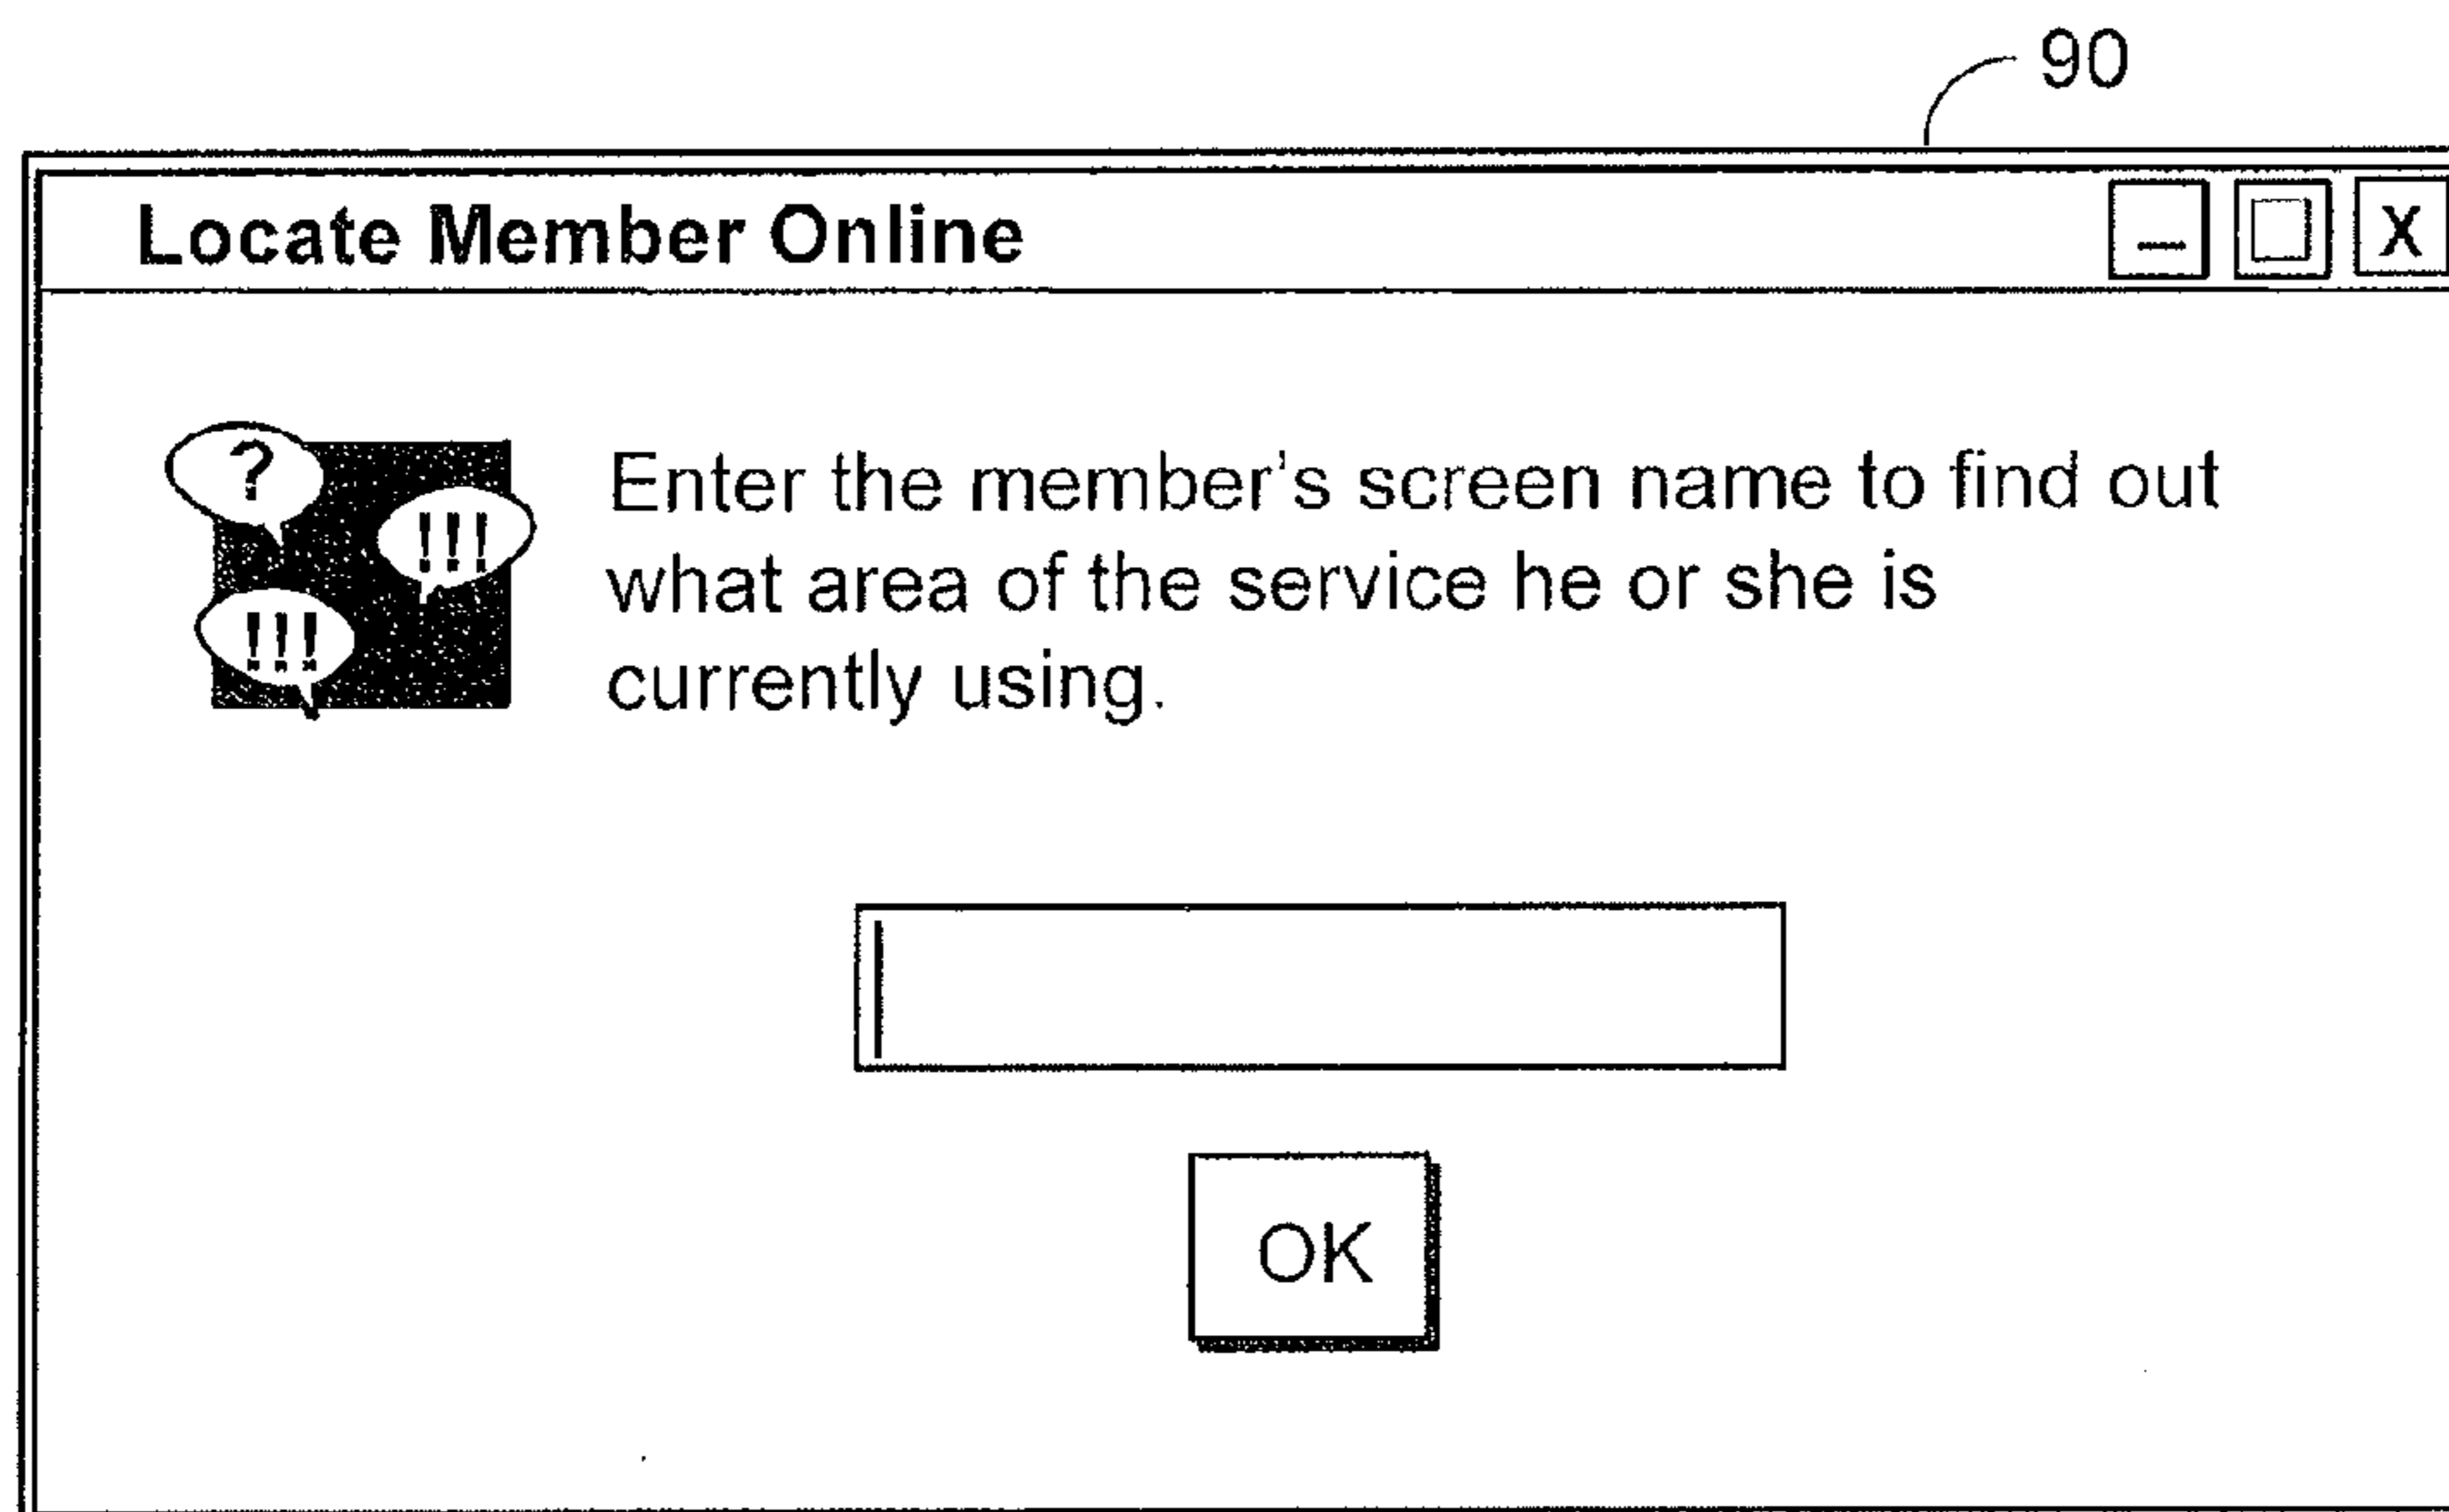 90
Locate Member Online
X
?
!!!
!!!
Enter the member's screen name to find out
what area of the service he or she is
currently using.
OK